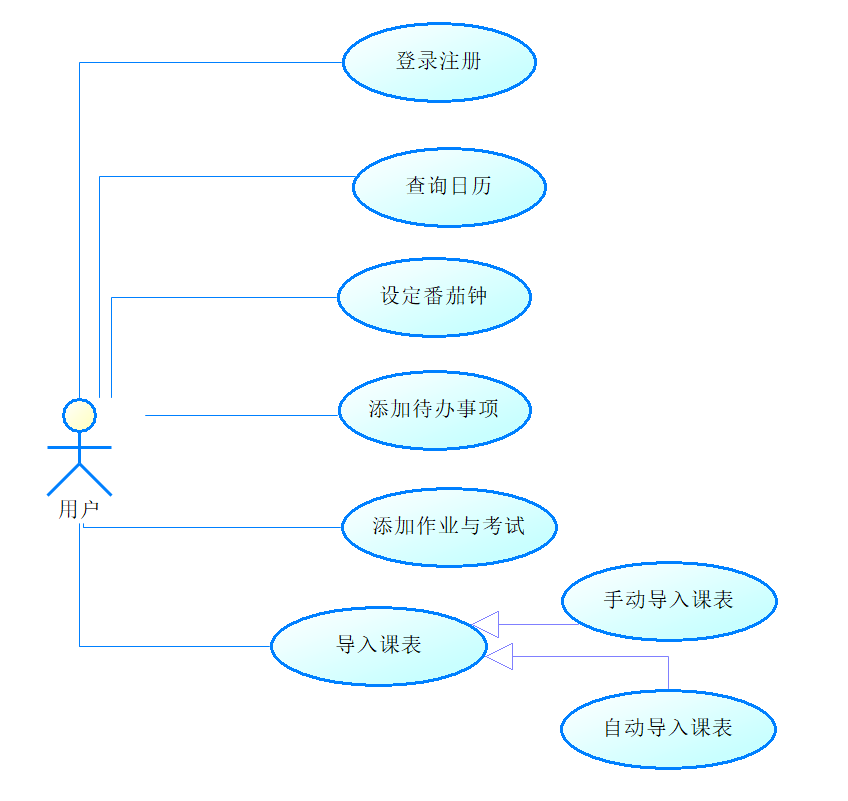 登录注册
查询日历
设定番茄钟
添加待办事项
用户
添加作业与考试
手动导入课表
导入课表
自动导入课表